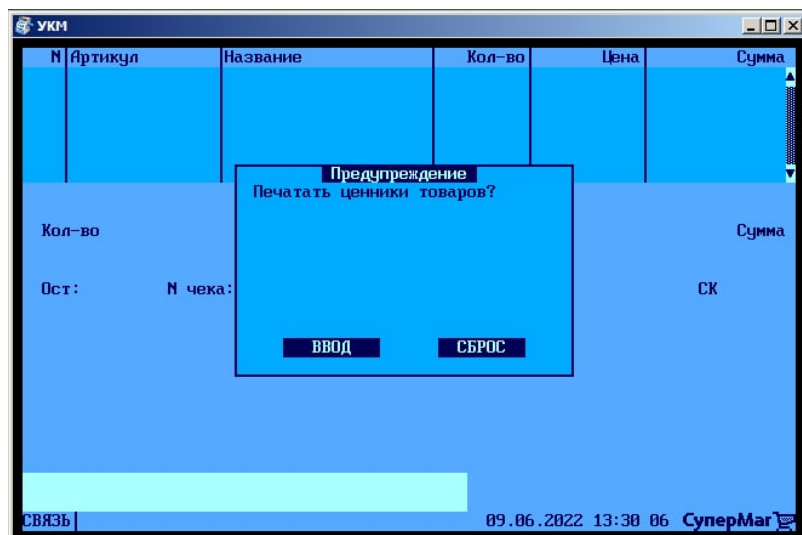 УКМ
N Артикул Название Кол-во Цена Сумма
Предупреждение
Печатать ценники товаров?
Кол-во Сумма
Ост: N чека: СК
ВВОД СБРОС
СВЯЗЬ 09.06.2022 13:30 06 СуперМаг